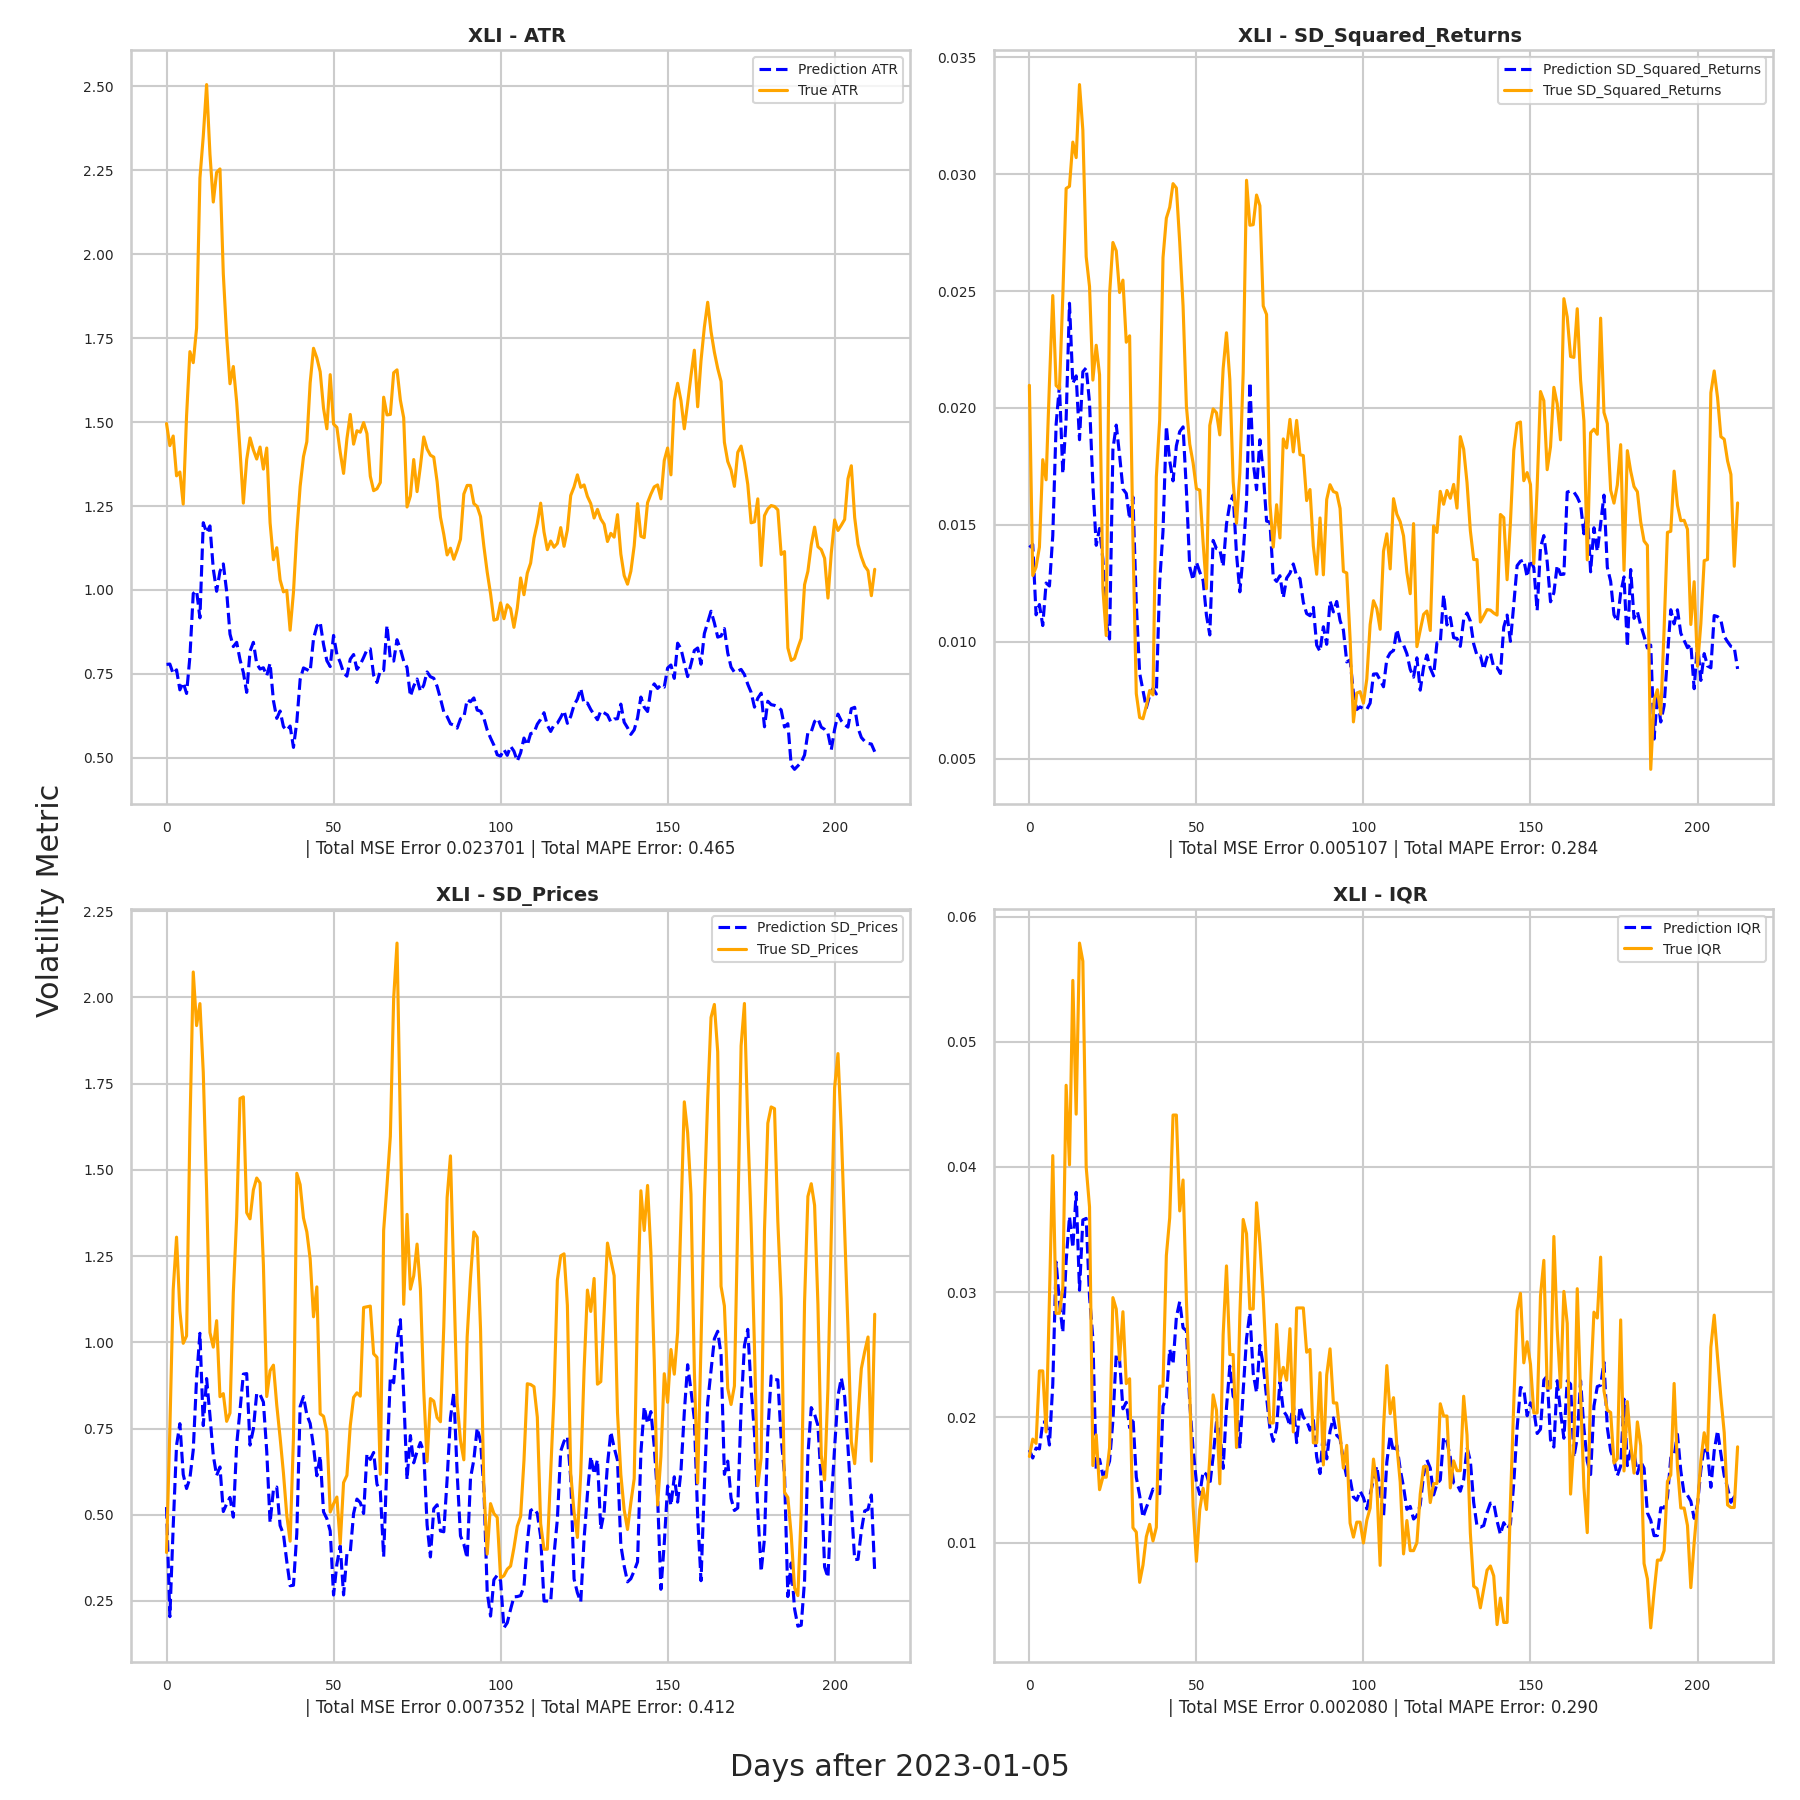 XLI - ATR
Prediction ATR
True ATR
2.50
2.25
2.00
1.75
1.50
1.25
1.00
0.75
0.50
0
50
100
150
200
| Total MSE Error 0.023701 | Total MAPE Error: 0.465
XLI - SD_Squared_Returns
Prediction SD_Squared_Returns
True SD_Squared_Returns
0.035
0.030
0.025
0.020
0.015
0.010
0.005
0
50
100
150
200
| Total MSE Error 0.005107 | Total MAPE Error: 0.284
Volatility Metric
XLI - SD_Prices
Prediction SD_Prices
True SD_Prices
2.25
2.00
1.75
1.50
1.25
1.00
0.75
0.50
0.25
0
50
100
150
200
| Total MSE Error 0.007352 | Total MAPE Error: 0.412
XLI - IQR
Prediction IQR
True IQR
0.06
0.05
0.04
0.03
0.02
0.01
0
50
100
150
200
| Total MSE Error 0.002080 | Total MAPE Error: 0.290
Days after 2023-01-05